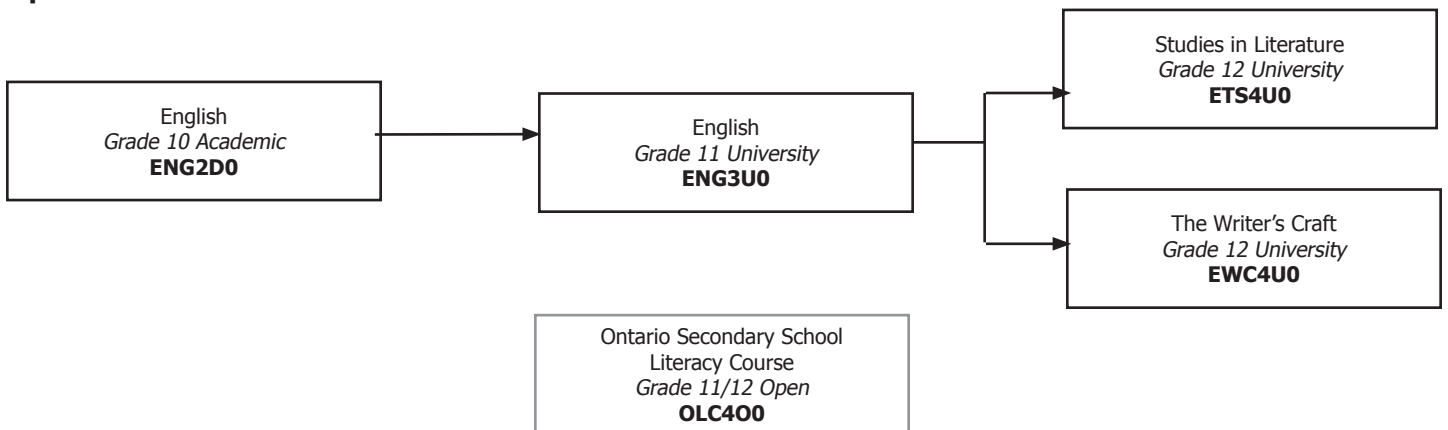 English
Grade 10 Academic
ENG2D0
English
Grade 11 University
ENG3U0
Studies in Literature
Grade 12 University
ETS4U0
The Writer's Craft
Grade 12 University
EWC4U0
Ontario Secondary School
Literacy Course
Grade 11/12 Open
OLC4O0